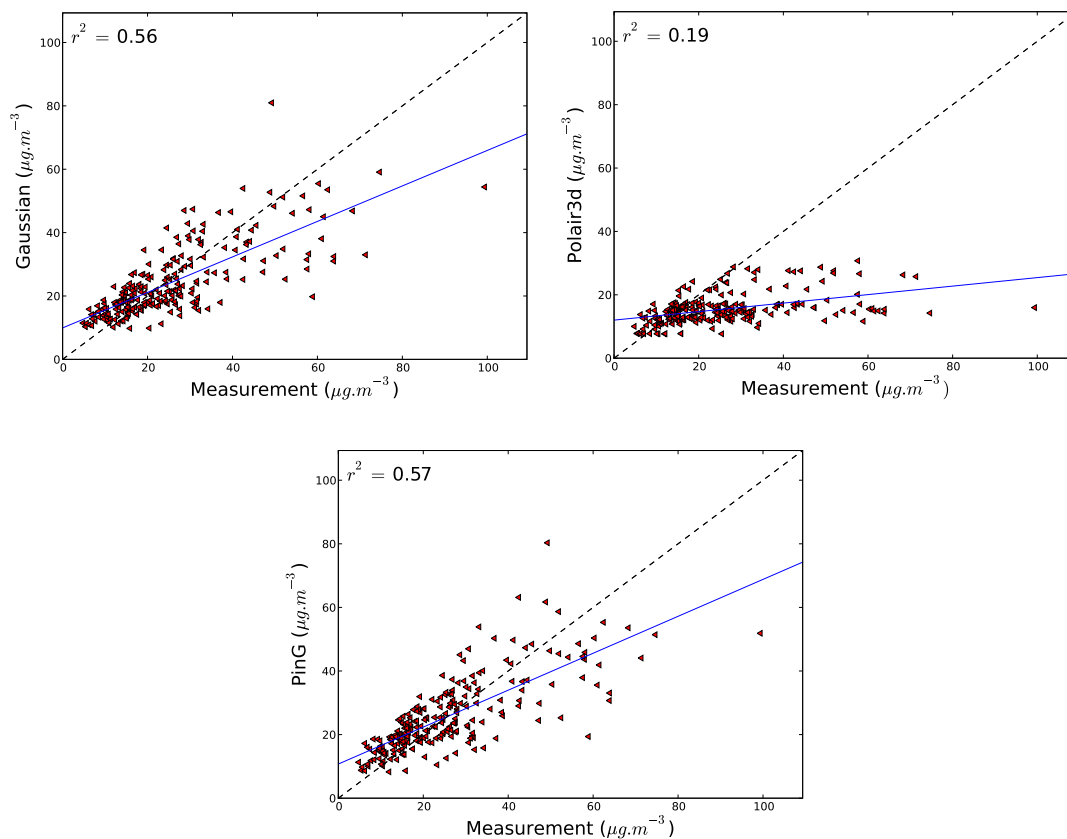 r² = 0.56
100
80
60
40
20
0
Gaussian (μg.m⁻³)
0 20 40 60 80 100
Measurement (μg.m⁻³)
r² = 0.19
100
80
60
40
20
0
Polair3d (μg.m⁻³)
0 20 40 60 80 100
Measurement (μg.m⁻³)
r² = 0.57
100
80
60
40
20
0
PinG (μg.m⁻³)
0 20 40 60 80 100
Measurement (μg.m⁻³)